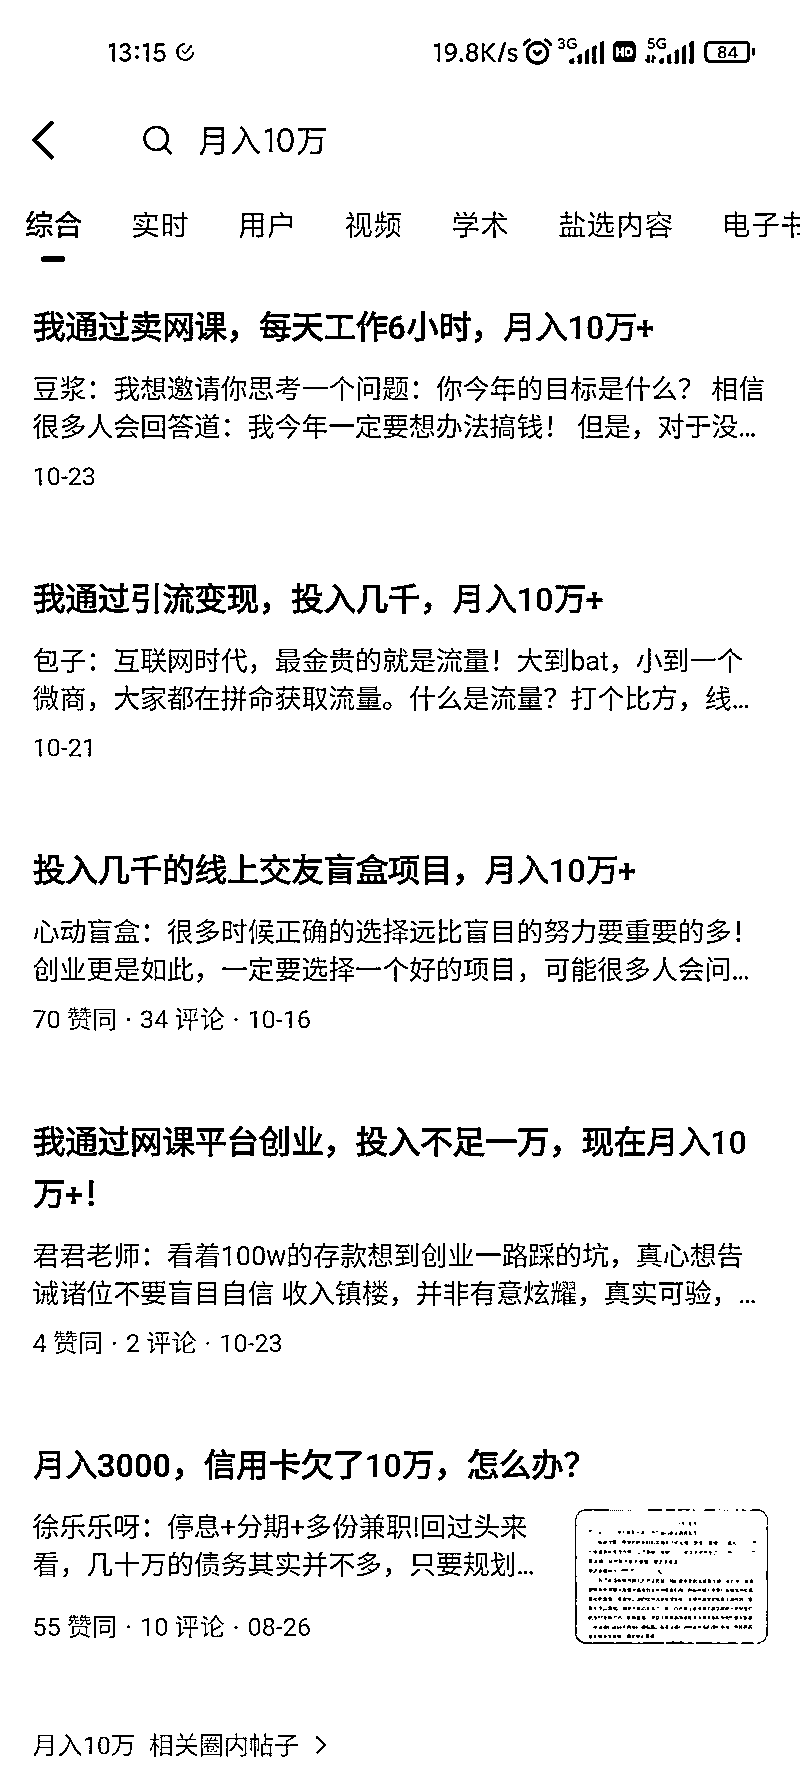 13:15 19.8K/s 3G HD 5G 84
月入10万
综合 实时 用户 视频 学术 盐选内容 电子书
我通过卖网课，每天工作6小时，月入10万+
豆浆：我想邀请你思考一个问题：你今年的目标是什么？ 相信
很多人会回答道：我今年一定要想办法搞钱！ 但是，对于没...
10-23
我通过引流变现，投入几千，月入10万+
包子：互联网时代，最金贵的就是流量！大到bat，小到一个
微商，大家都在拼命获取流量。什么是流量？打个比方，线...
10-21
投入几千的线上交友盲盒项目，月入10万+
心动盲盒：很多时候正确的选择远比盲目的努力要重要的多！
创业更是如此，一定要选择一个好的项目，可能很多人会问...
70 赞同 · 34 评论 · 10-16
我通过网课平台创业，投入不足一万，现在月入10
万+！
君君老师：看着100w的存款想到创业一路踩的坑，真心想告
诫诸位不要盲目自信 收入镇楼，并非有意炫耀，真实可验，...
4 赞同 · 2 评论 · 10-23
月入3000，信用卡欠了10万，怎么办？
徐乐乐呀：停息+分期+多份兼职!回过头来
看，几十万的债务其实并不多，只要规划...
55 赞同 · 10 评论 · 08-26
月入10万 相关圈内帖子 >